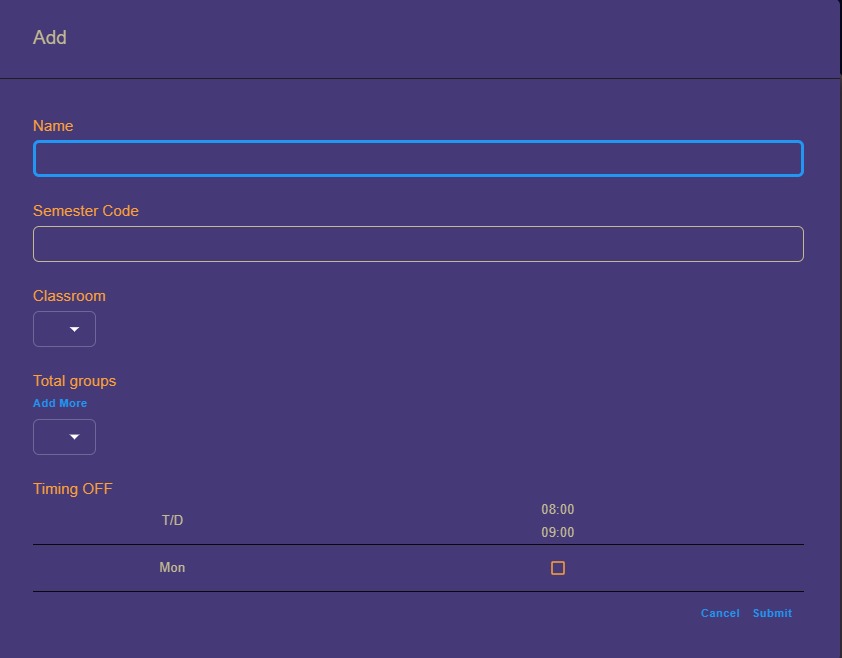 Add
Name
Semester Code
Classroom
Total groups
Add More
Timing OFF
T/D 08:00
09:00
Mon
Cancel Submit